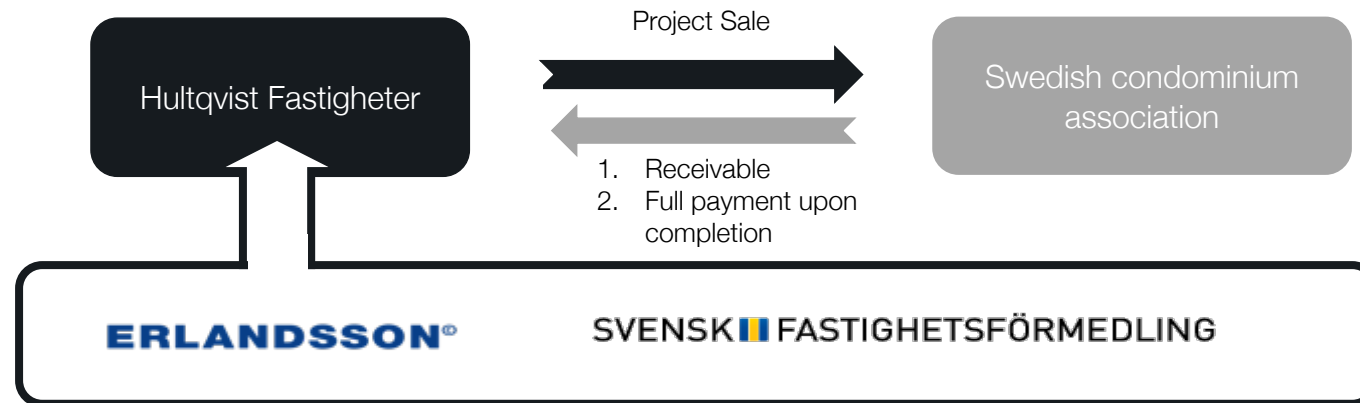 Project Sale
Hultqvist Fastigheter
Swedish condominium
association
1. Receivable
2. Full payment upon
completion
ERLANDSSON©
SVENSK FASTIGHETSFÖRMEDLING